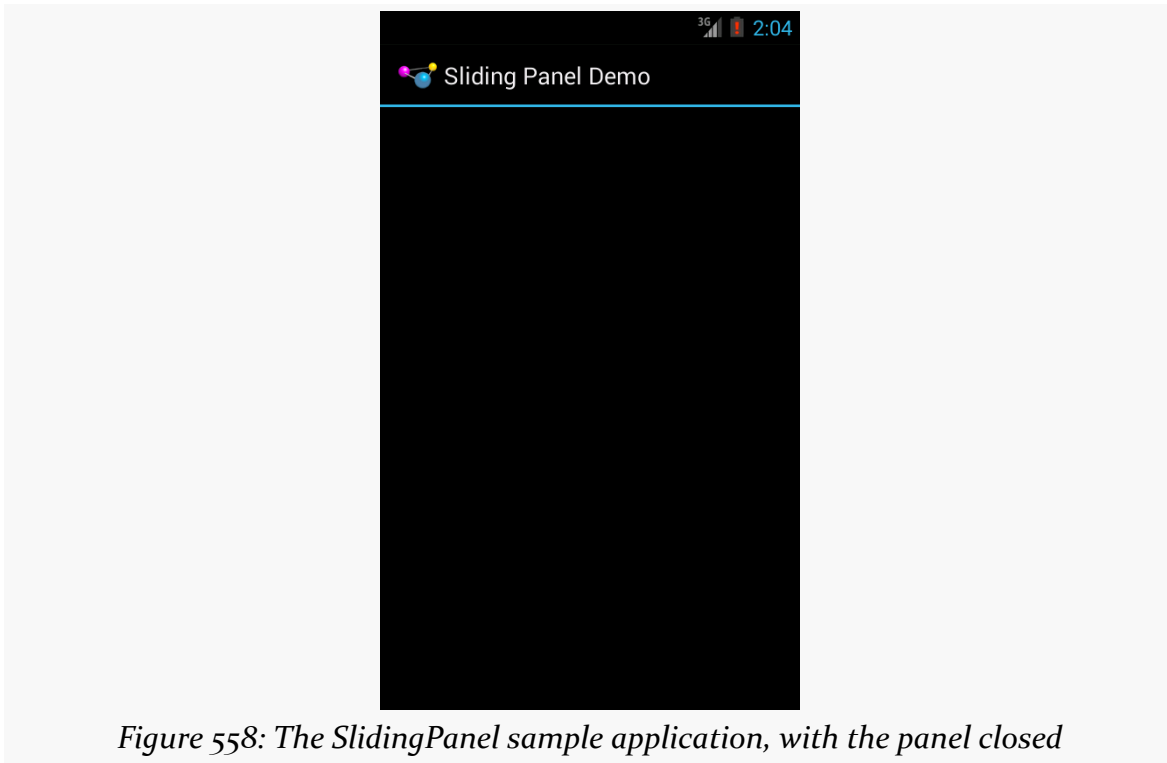 3G 2:04
Sliding Panel Demo
Figure 558: The SlidingPanel sample application, with the panel closed